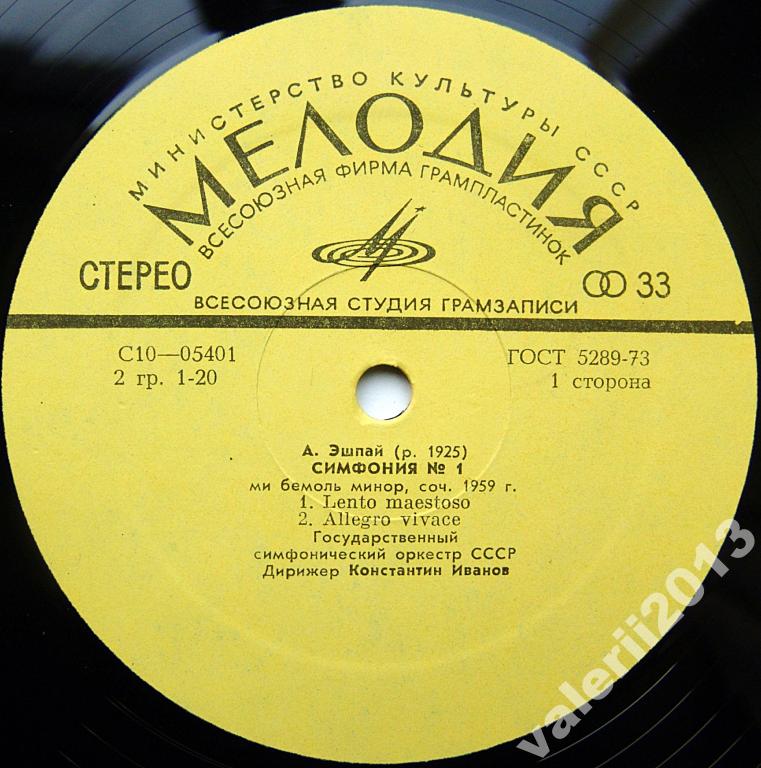 МИНИСТЕРСТВО КУЛЬТУРЫ СССР
МЕЛОДИЯ
ВСЕСОЮЗНАЯ ФИРМА ГРАМПЛАСТИНОК
СТЕРЕО
33
ВСЕСОЮЗНАЯ СТУДИЯ ГРАМЗАПИСИ
С10—05401
ГОСТ 5289-73
2 гр. 1-20
1 сторона
А. Эшпай (р. 1925)
СИМФОНИЯ № 1
ми бемоль минор, соч. 1959 г.
1. Lento maestoso
2. Allegro vivace
Государственный
симфонический оркестр СССР
Дирижер Константин Иванов
valerii2013